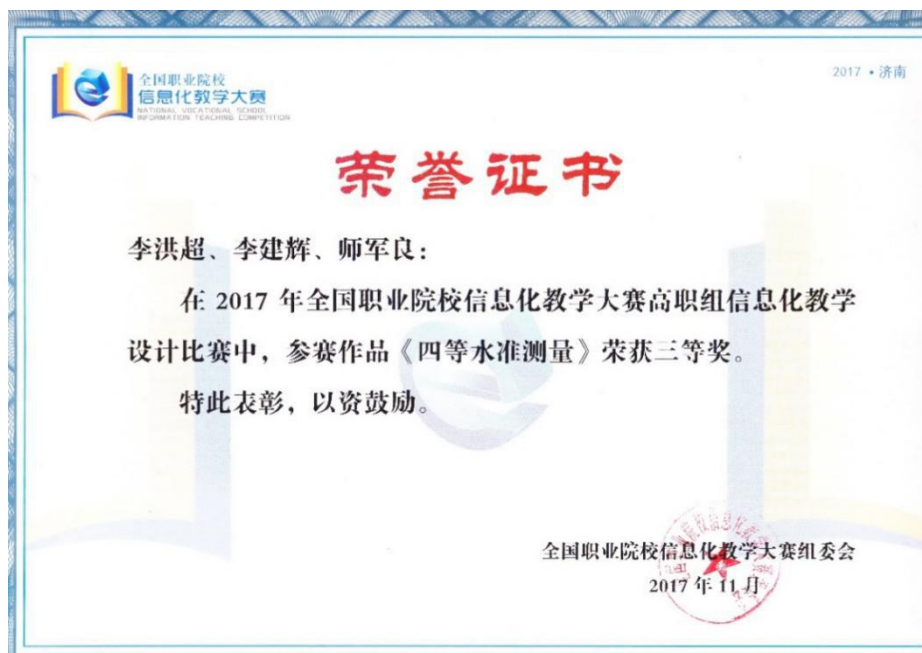 全国职业院校
信息化教学大赛
NATIONAL VOCATIONAL SCHOOL
INFORMATION TEACHING COMPETITION
2017 • 济南
荣誉证书
李洪超、李建辉、师军良：
在 2017 年全国职业院校信息化教学大赛高职组信息化教学
设计比赛中，参赛作品《四等水准测量》荣获三等奖。
特此表彰，以资鼓励。
全国职业院校信息化教学大赛组委会
2017 年 11 月